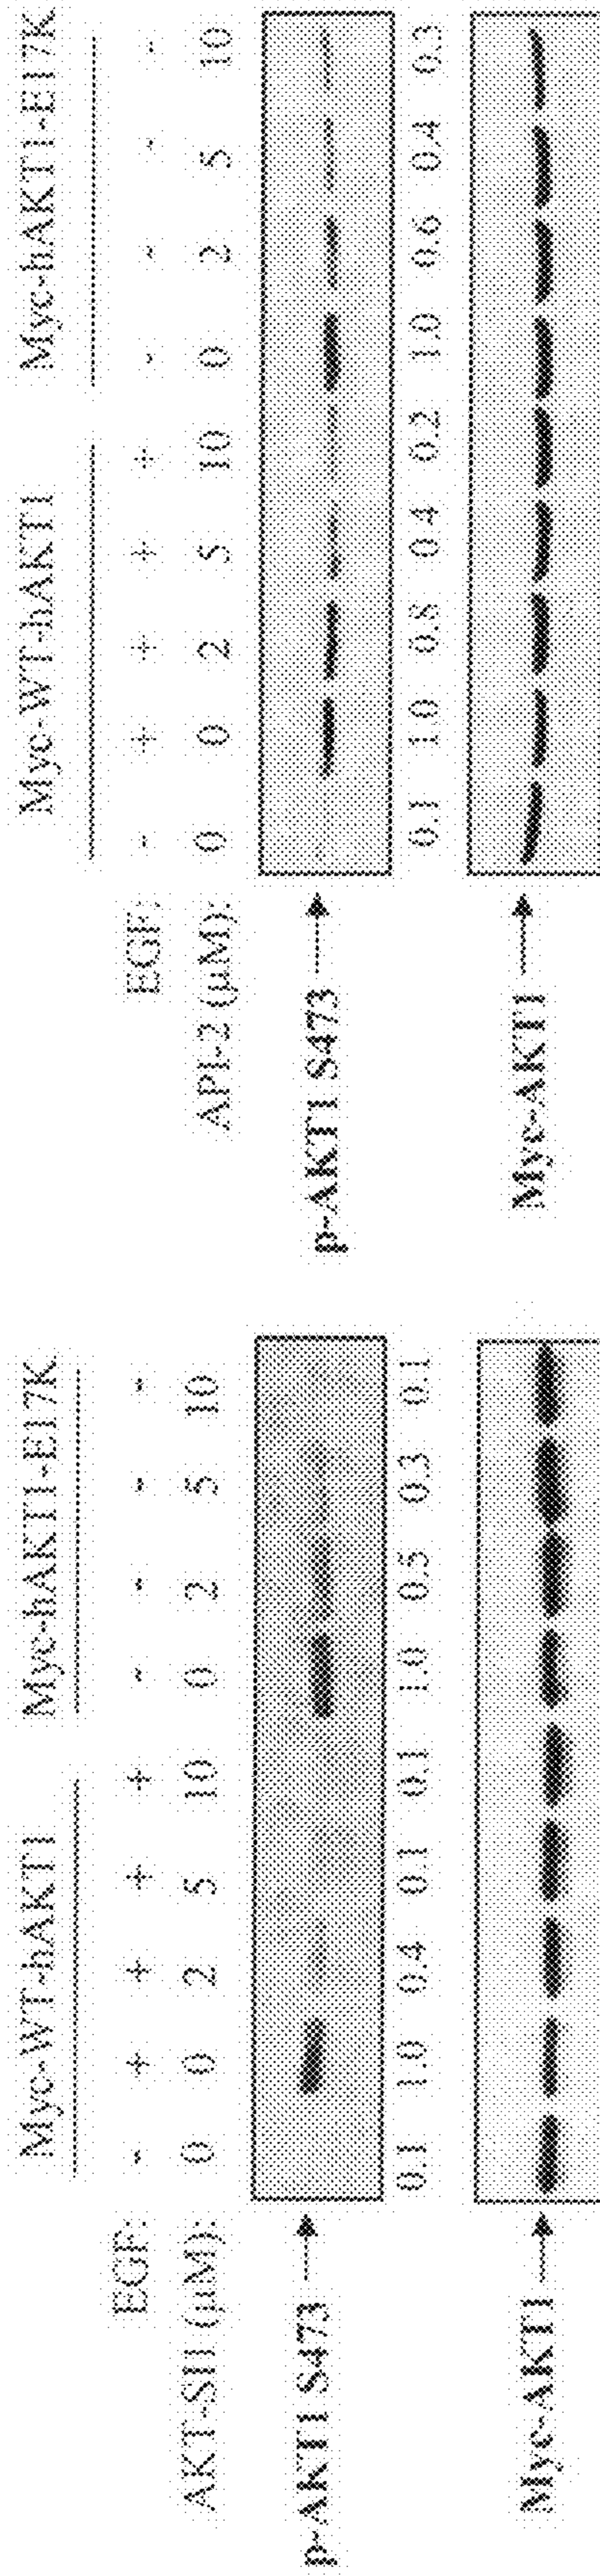 Myc-WT-hAKT1 Myc-hAKT1-E17K
EGF: - + + + + - - - -
AKT-SII (μM): 0 0 2 5 10 0 2 5 10
p-AKT1 S473
0.1 1.0 0.4 0.1 0.1 1.0 0.5 0.3 0.1
Myc-AKT1
Myc-WT-hAKT1 Myc-hAKT1-E17K
EGF: - + + + + - - - -
API-2 (μM): 0 0 2 5 10 0 2 5 10
p-AKT1 S473
0.1 1.0 0.8 0.4 0.2 1.0 0.6 0.4 0.3
Myc-AKT1